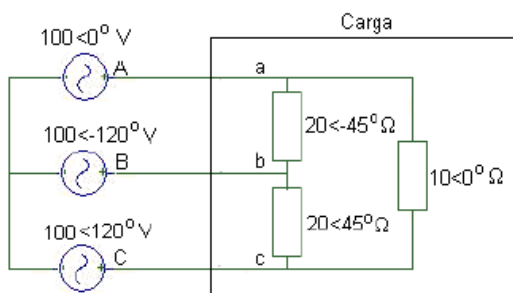 Carga
100<0° V
A
a
20<-45°Ω
100<-120° V
B
b
10<0° Ω
20<45°Ω
100<120° V
C
c